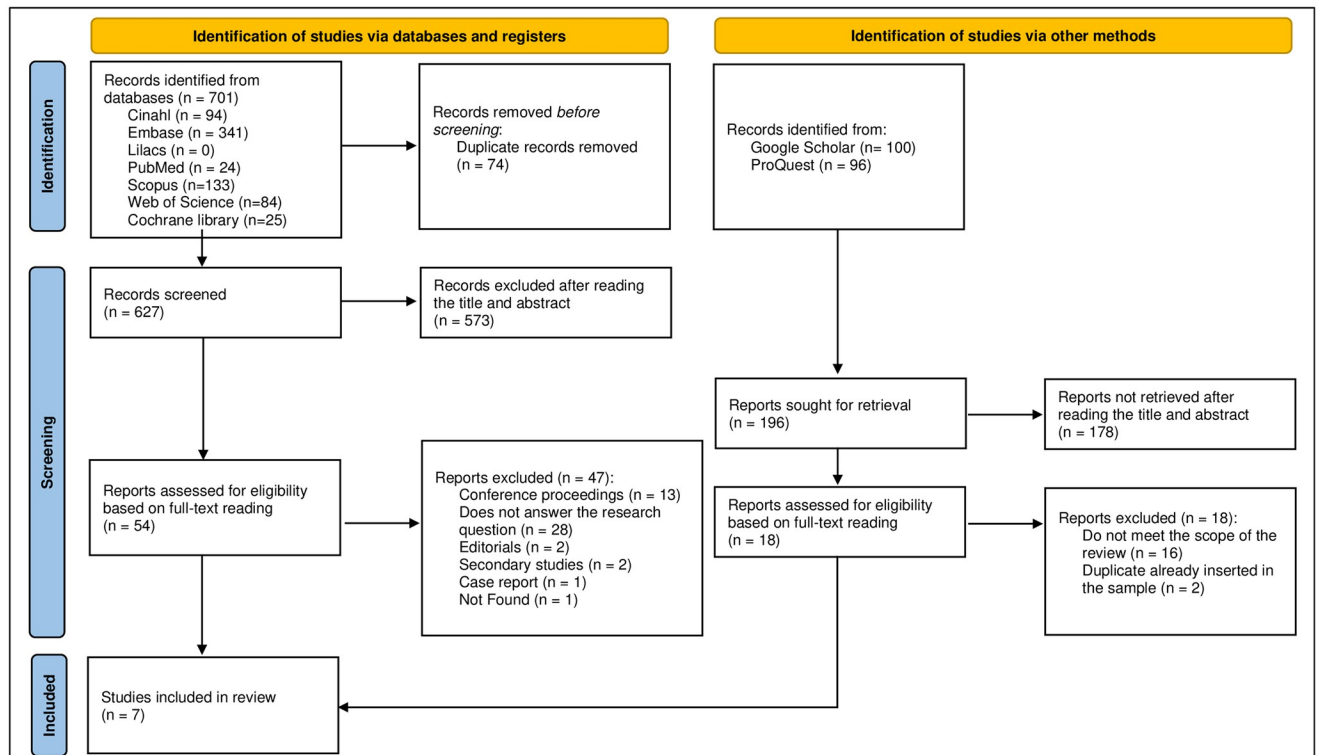 Identification of studies via databases and registers
Identification of studies via other methods
Identification
Records identified from
databases (n = 701)
Cinahl (n = 94)
Embase (n = 341)
Lilacs (n = 0)
PubMed (n = 24)
Scopus (n=133)
Web of Science (n=84)
Cochrane library (n=25)
Records removed before
screening:
Duplicate records removed
(n = 74)
Records identified from:
Google Scholar (n= 100)
ProQuest (n = 96)
Screening
Records screened
(n = 627)
Records excluded after reading
the title and abstract
(n = 573)
Reports sought for retrieval
(n = 196)
Reports not retrieved after
reading the title and abstract
(n = 178)
Reports assessed for eligibility
based on full-text reading
(n = 54)
Reports excluded (n = 47):
Conference proceedings (n = 13)
Does not answer the research
question (n = 28)
Editorials (n = 2)
Secondary studies (n = 2)
Case report (n = 1)
Not Found (n = 1)
Reports assessed for eligibility
based on full-text reading
(n = 18)
Reports excluded (n = 18):
Do not meet the scope of the
review (n = 16)
Duplicate already inserted in
the sample (n = 2)
Included
Studies included in review
(n = 7)